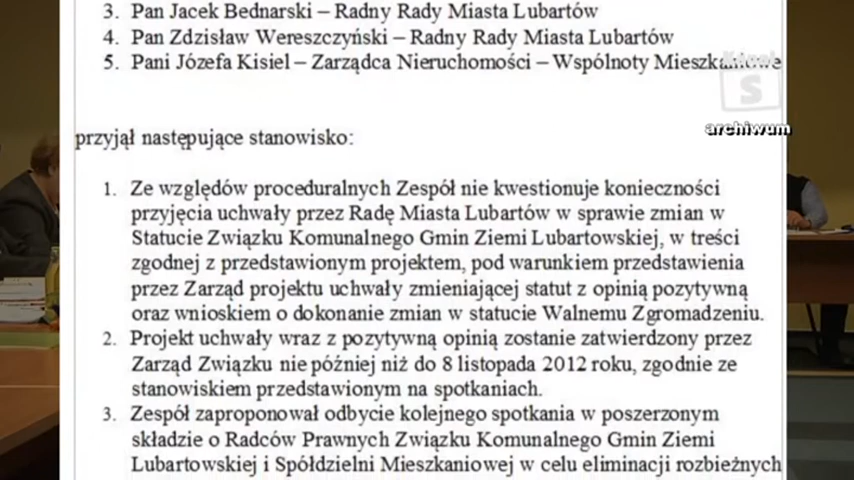 3. Pan Jacek Bednarski – Radny Rady Miasta Lubartów
4. Pan Zdzisław Wereszczyński – Radny Rady Miasta Lubartów
5. Pani Józefa Kisiel – Zarządca Nieruchomości – Wspólnoty Mieszkaniowe
S
archiwum
przyjął następujące stanowisko:
1. Ze względów proceduralnych Zespół nie kwestionuje konieczności
przyjęcia uchwały przez Radę Miasta Lubartów w sprawie zmian w
Statucie Związku Komunalnego Gmin Ziemi Lubartowskiej, w treści
zgodnej z przedstawionym projektem, pod warunkiem przedstawienia
przez Zarząd projektu uchwały zmieniającej statut z opinią pozytywną
oraz wnioskiem o dokonanie zmian w statucie Walnemu Zgromadzeniu.
2. Projekt uchwały wraz z pozytywną opinią zostanie zatwierdzony przez
Zarząd Związku nie później niż do 8 listopada 2012 roku, zgodnie ze
stanowiskiem przedstawionym na spotkaniach.
3. Zespół zaproponował odbycie kolejnego spotkania w poszerzonym
składzie o Radców Prawnych Związku Komunalnego Gmin Ziemi
Lubartowskiej i Spółdzielni Mieszkaniowej w celu eliminacji rozbieżnych